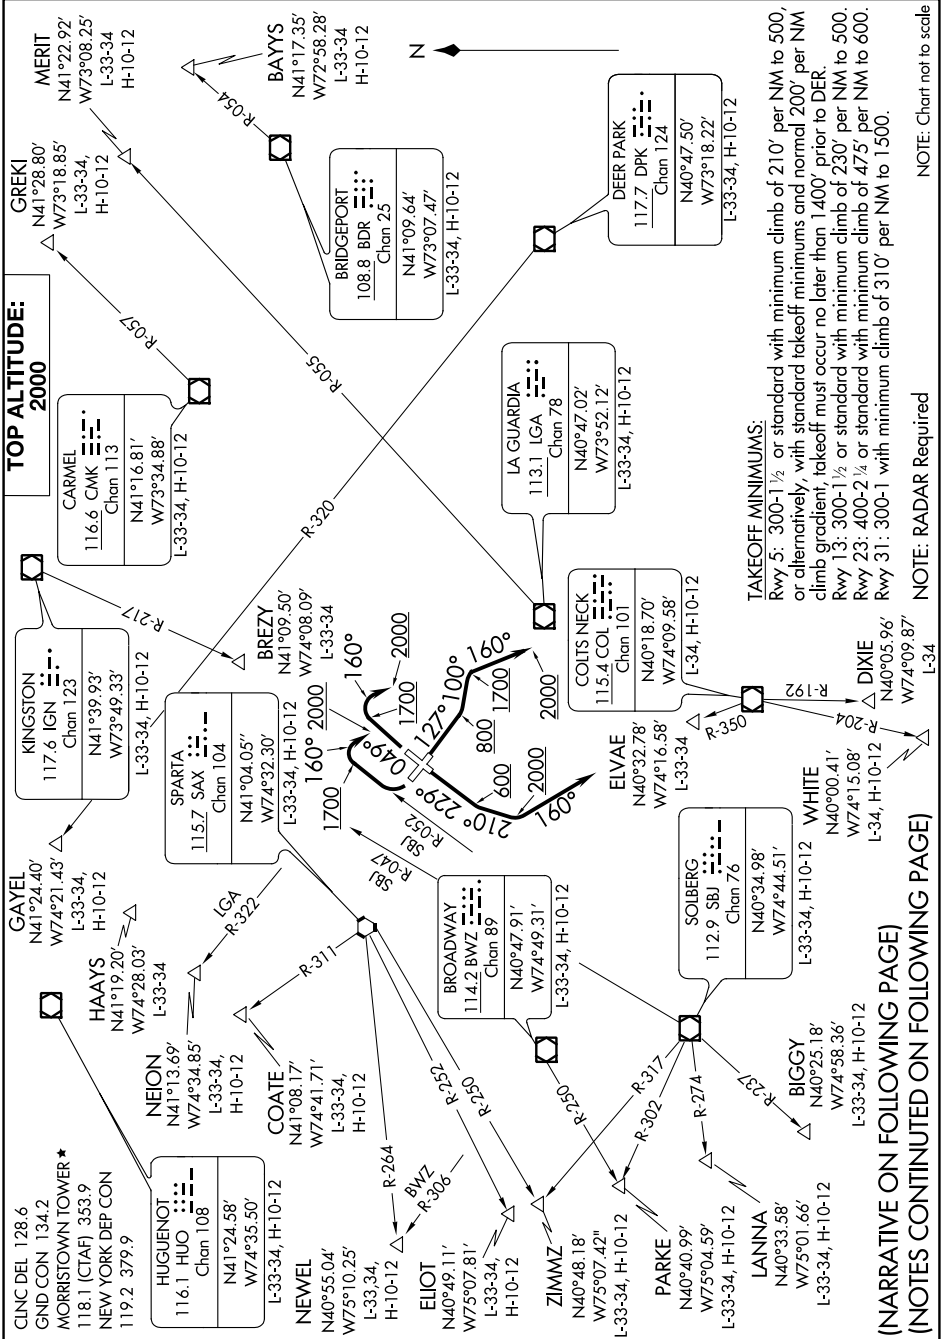 CLNC DEL 128.6
GND CON 134.2
MORRISTOWN TOWER★
118.1 (CTAF) 353.9
NEW YORK DEP CON
119.2 379.9
TOP ALTITUDE:
2000
HUGUENOT
116.1 HUO
Chan 108
N41°24.58'
W74°35.50'
L-33-34, H-10-12
HAAYS
N41°19.20'
W74°28.03'
L-33-34
GAYEL
N41°24.40'
W74°21.43'
L-33-34,
H-10-12
KINGSTON
117.6 IGN
Chan 123
N41°39.93'
W73°49.33'
L-33-34, H-10-12
R-217
CARMEL
116.6 CMK
Chan 113
N41°16.81'
W73°34.88'
L-33-34, H-10-12
R-057
GREKI
N41°28.80'
W73°18.85'
L-33-34,
H-10-12
MERIT
N41°22.92'
W73°08.25'
L-33-34
H-10-12
NEION
N41°13.69'
W74°34.85'
L-33-34,
H-10-12
LGA
R-322
COATE
N41°08.17'
W74°41.71'
L-33-34,
H-10-12
R-311
SPARTA
115.7 SAX
Chan 104
N41°04.05"
W74°32.30'
L-33-34, H-10-12
BREZY
N41°09.50'
W74°08.09'
L-33-34
R-320
R-055
BRIDGEPORT
108.8 BDR
Chan 25
N41°09.64'
W73°07.47'
L-33-34, H-10-12
R-054
BAYYS
N41°17.35'
W72°58.28'
L-33-34
H-10-12
N
NEWEL
N40°55.04'
W75°10.25'
L-33,34,
H-10-12
R-264
BWZ
R-306
R-252
R-250
SBJ
R-047
SBJ
R-052
1700
160°
2000
049°
160°
1700
2000
127°
100°
160°
800
1700
2000
229°
600
210°
2000
160°
ELIOT
N40°49.11'
W75°07.81'
L-33-34,
H-10-12
ZIMMZ
N40°48.18'
W75°07.42"
L-33-34, H-10-12
BROADWAY
114.2 BWZ
Chan 89
N40°47.91'
W74°49.31'
L-33-34, H-10-12
R-250
R-317
LA GUARDIA
113.1 LGA
Chan 78
N40°47.02'
W73°52.12'
L-33-34, H-10-12
DEER PARK
117.7 DPK
Chan 124
N40°47.50'
W73°18.22'
L-33-34, H-10-12
PARKE
N40°40.99'
W75°04.59'
L-33-34, H-10-12
R-302
R-274
R-237
LANNA
N40°33.58'
W75°01.66'
L-33-34, H-10-12
BIGGY
N40°25.18'
W74°58.36'
L-33-34, H-10-12
SOLBERG
112.9 SBJ
Chan 76
N40°34.98'
W74°44.51'
L-33-34, H-10-12
ELVAE
N40°32.78'
W74°16.58'
L-33-34
R-350
COLTS NECK
115.4 COL
Chan 101
N40°18.70'
W74°09.58'
L-34, H-10-12
R-192
R-204
WHITE
N40°00.41'
W74°15.08'
L-34, H-10-12
DIXIE
N40°05.96'
W74°09.87'
L-34
TAKEOFF MINIMUMS:
Rwy 5: 300-1 ½ or standard with minimum climb of 210' per NM to 500,
or alternatively, with standard takeoff minimums and normal 200' per NM
climb gradient, takeoff must occur no later than 1400' prior to DER.
Rwy 13: 300-1 ½ or standard with minimum climb of 230' per NM to 500.
Rwy 23: 400-2 ¼ or standard with minimum climb of 475' per NM to 600.
Rwy 31: 300-1 with minimum climb of 310' per NM to 1500.
NOTE: RADAR Required
NOTE: Chart not to scale
(NARRATIVE ON FOLLOWING PAGE)
(NOTES CONTINUTED ON FOLLOWING PAGE)